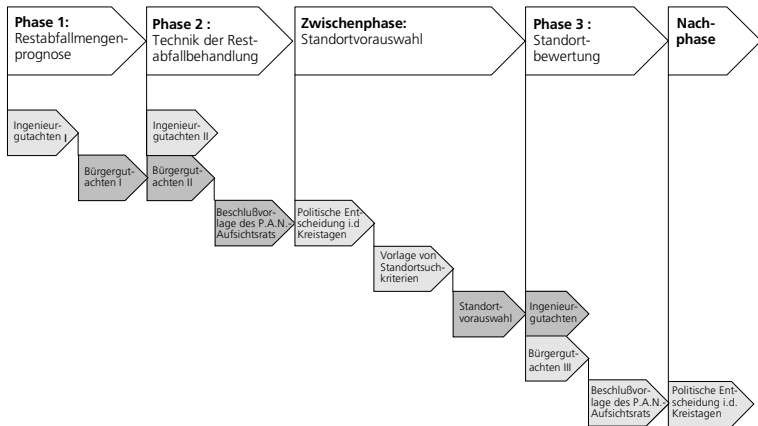 Phase 1:
Restabfallmengen-
prognose
Phase 2 :
Technik der Rest-
abfallbehandlung
Zwischenphase:
Standortvorauswahl
Phase 3 :
Standort-
bewertung
Nach-
phase
Ingenieur-
gutachten I
Ingenieur-
gutachten II
Bürgergut-
achten I
Bürgergut-
achten II
Beschlußvor-
lage des P.A.N.-
Aufsichtsrats
Politische Ent-
scheidung i.d
Kreistagen
Vorlage von
Standortsuch-
kriterien
Standort-
vorauswahl
Ingenieur-
gutachten
Bürgergut-
achten III
Beschlußvor-
lage des P.A.N.-
Aufsichtsrats
Politische Ent-
scheidung i.d.
Kreistagen